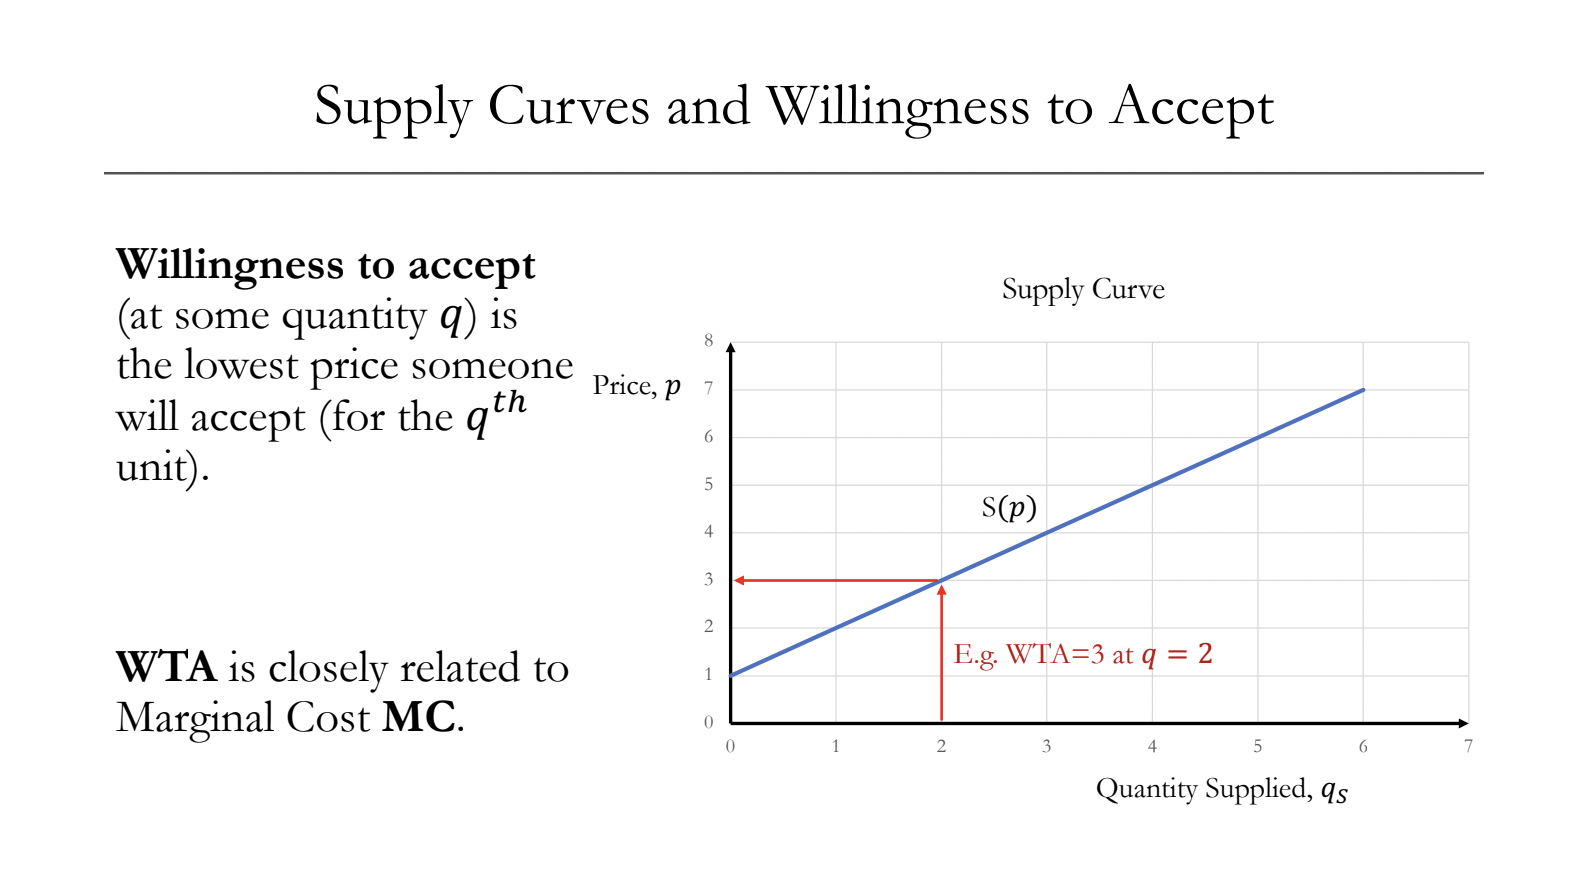 Supply Curves and Willingness to Accept
Willingness to accept
(at some quantity q) is
the lowest price someone
will accept (for the q^th
unit).
WTA is closely related to
Marginal Cost MC.
Supply Curve
Price, p
8
7
6
5
4
3
2
1
0
S(p)
E.g. WTA=3 at q = 2
0 1 2 3 4 5 6 7
Quantity Supplied, q_S